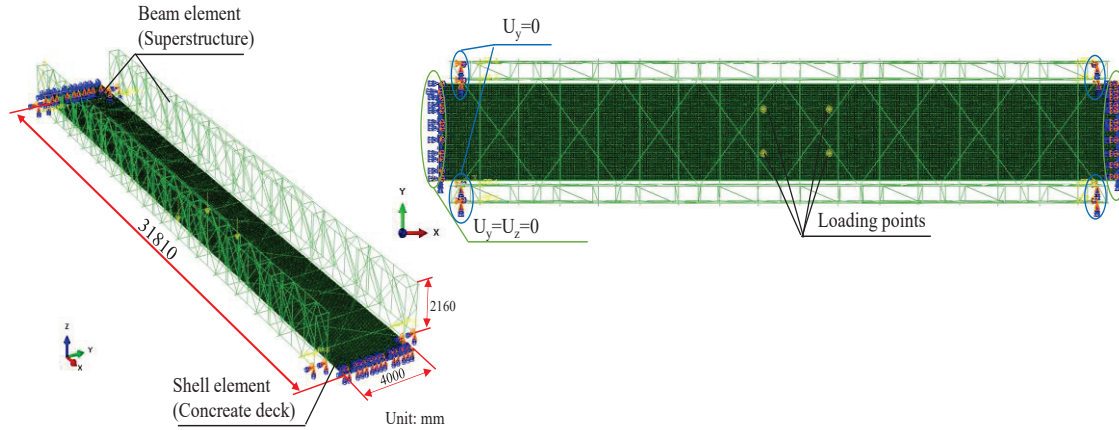 Beam element
(Superstructure)
31810
2160
4000
Z
Y
X
Shell element
(Concreate deck)
Unit: mm
U_y=0
Y
X
U_y=U_z=0
Loading points